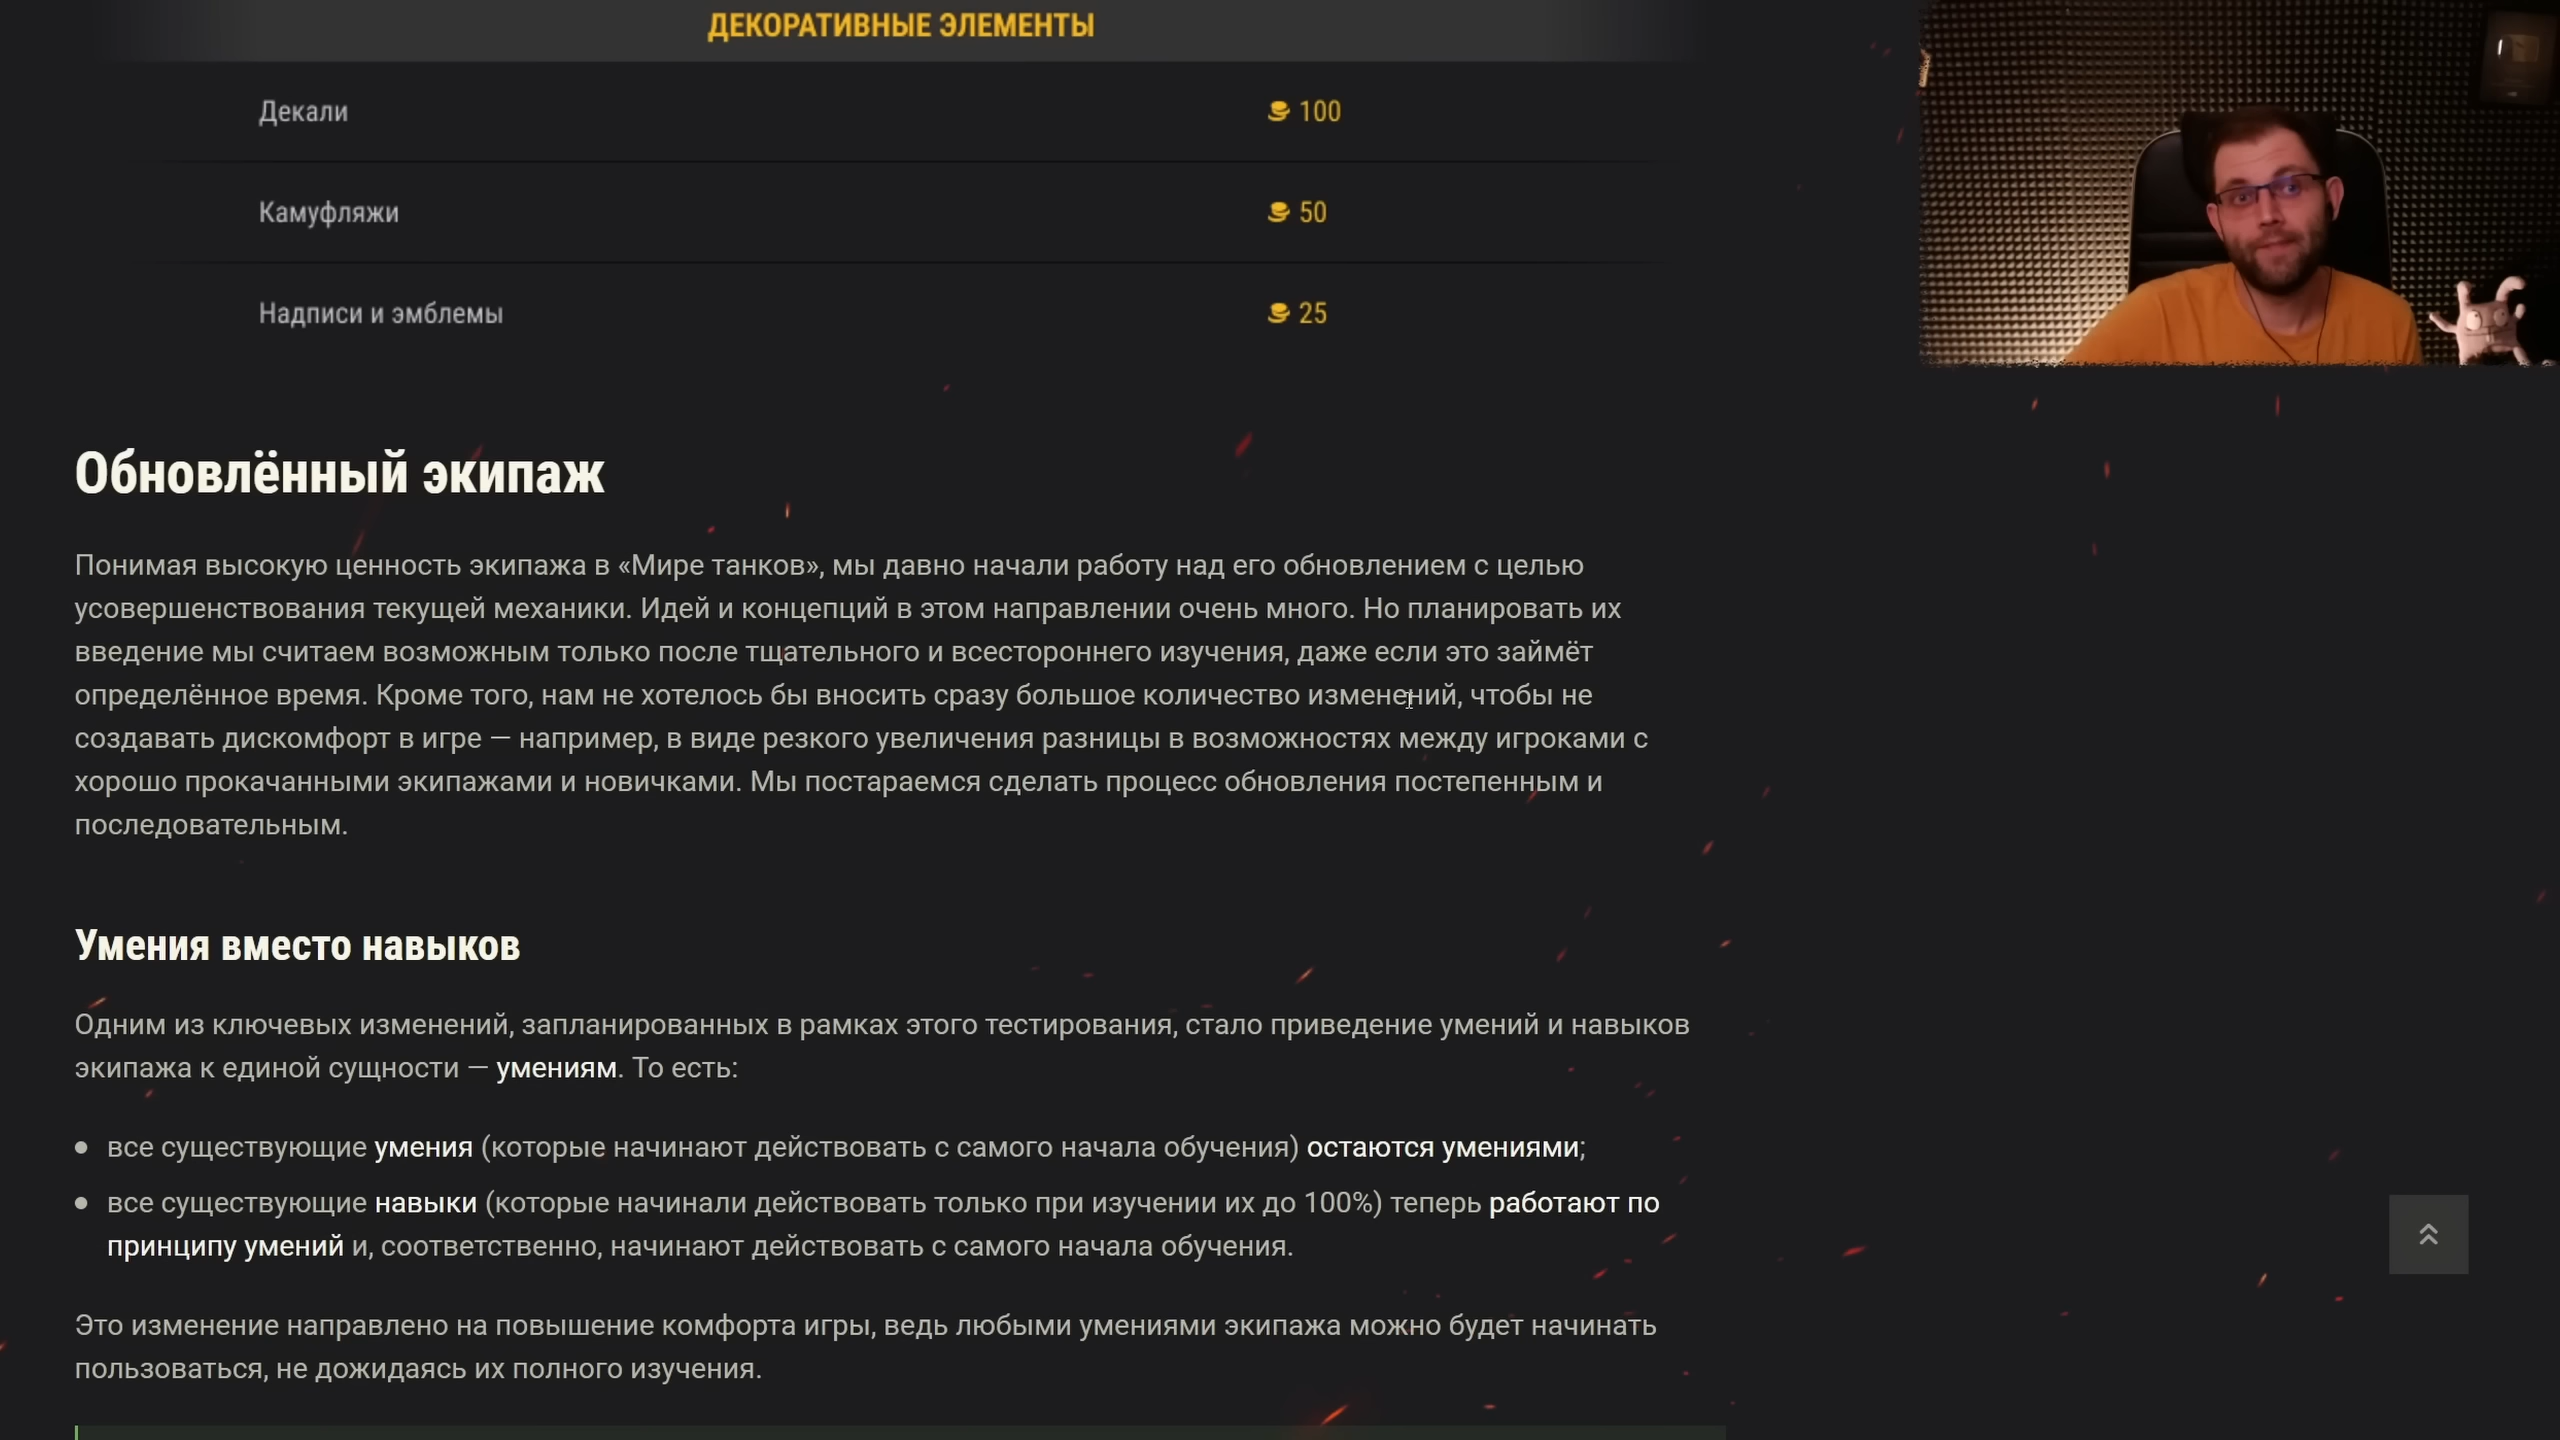 ДЕКОРАТИВНЫЕ ЭЛЕМЕНТЫ
Декали 100
Камуфляжи 50
Надписи и эмблемы 25
Обновлённый экипаж
Понимая высокую ценность экипажа в «Мире танков», мы давно начали работу над его обновлением с целью
усовершенствования текущей механики. Идей и концепций в этом направлении очень много. Но планировать их
введение мы считаем возможным только после тщательного и всестороннего изучения, даже если это займёт
определённое время. Кроме того, нам не хотелось бы вносить сразу большое количество изменений, чтобы не
создавать дискомфорт в игре — например, в виде резкого увеличения разницы в возможностях между игроками с
хорошо прокачанными экипажами и новичками. Мы постараемся сделать процесс обновления постепенным и
последовательным.
Умения вместо навыков
Одним из ключевых изменений, запланированных в рамках этого тестирования, стало приведение умений и навыков
экипажа к единой сущности — умениям. То есть:
• все существующие умения (которые начинают действовать с самого начала обучения) остаются умениями;
• все существующие навыки (которые начинали действовать только при изучении их до 100%) теперь работают по
принципу умений и, соответственно, начинают действовать с самого начала обучения.
Это изменение направлено на повышение комфорта игры, ведь любыми умениями экипажа можно будет начинать
пользоваться, не дожидаясь их полного изучения.